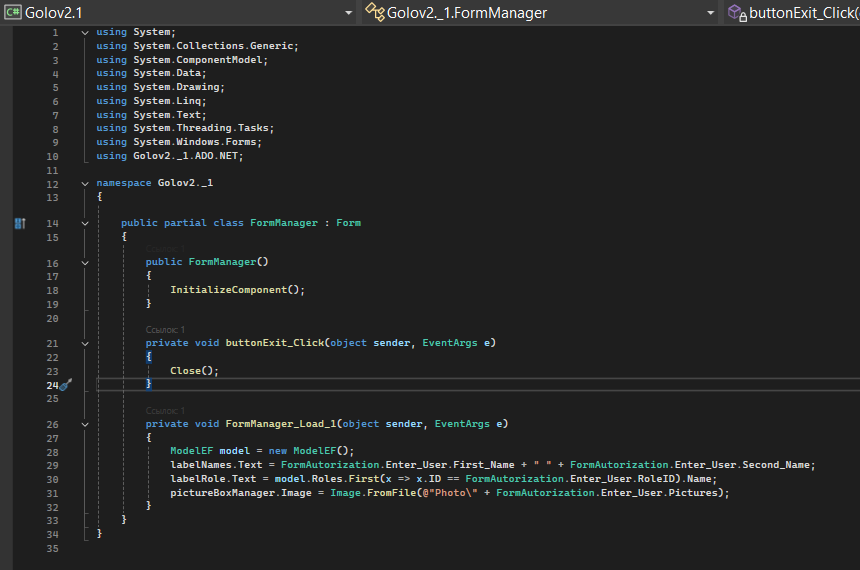 C# Golov2.1 Golov2._1.FormManager buttonExit_Click(
1 using System;
2 using System.Collections.Generic;
3 using System.ComponentModel;
4 using System.Data;
5 using System.Drawing;
6 using System.Linq;
7 using System.Text;
8 using System.Threading.Tasks;
9 using System.Windows.Forms;
10 using Golov2._1.ADO.NET;
11
12 namespace Golov2._1
13 {
14 public partial class FormManager : Form
15 {
Ссылок: 1
16 public FormManager()
17 {
18 InitializeComponent();
19 }
20
Ссылок: 1
21 private void buttonExit_Click(object sender, EventArgs e)
22 {
23 Close();
24 }
25
Ссылок: 1
26 private void FormManager_Load_1(object sender, EventArgs e)
27 {
28 ModelEF model = new ModelEF();
29 labelNames.Text = FormAutorization.Enter_User.First_Name + " " + FormAutorization.Enter_User.Second_Name;
30 labelRole.Text = model.Roles.First(x => x.ID == FormAutorization.Enter_User.RoleID).Name;
31 pictureBoxManager.Image = Image.FromFile(@"Photo\" + FormAutorization.Enter_User.Pictures);
32 }
33 }
34 }
35